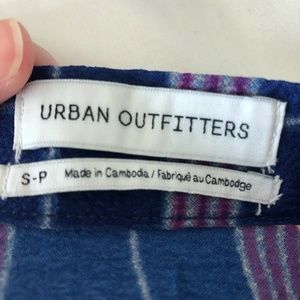 URBAN OUTFITTERS
S-P Made in Cambodia / Fabriqué au Cambodge